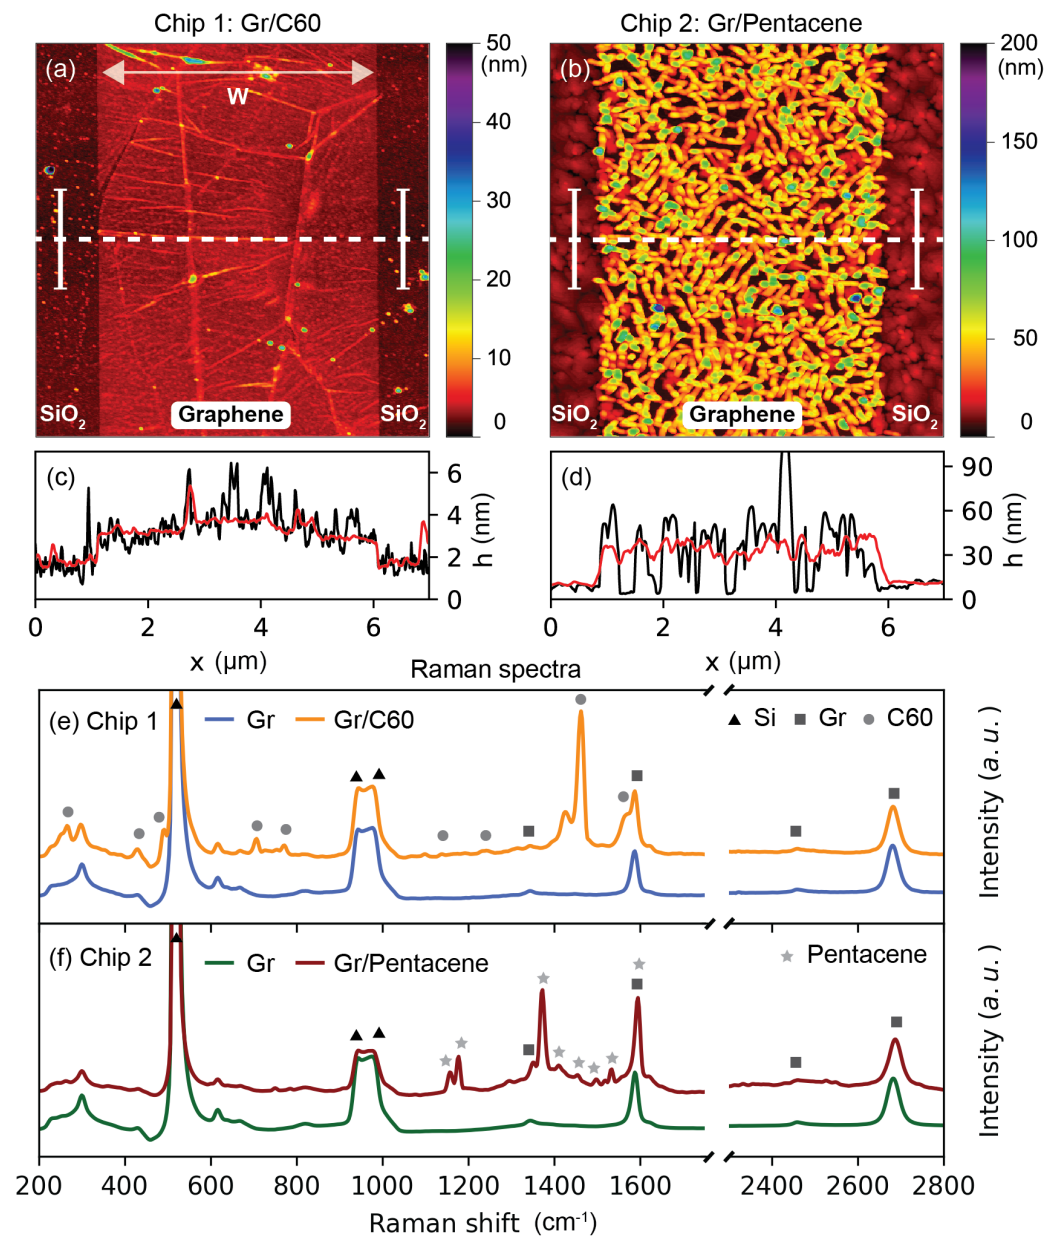 Chip 1: Gr/C60
Chip 2: Gr/Pentacene
(a)
W
SiO2
Graphene
SiO2
50
(nm)
40
30
20
10
0
(b)
SiO2
Graphene
SiO2
200
(nm)
150
100
50
0
(c)
6
4
2
0
h (nm)
0 2 4 6
x (μm)
(d)
90
60
30
0
h (nm)
0 2 4 6
x (μm)
Raman spectra
(e) Chip 1
Gr
Gr/C60
Si
Gr
C60
Intensity (a.u.)
(f) Chip 2
Gr
Gr/Pentacene
Pentacene
Intensity (a.u.)
200 400 600 800 1000 1200 1400 1600 2400 2600 2800
Raman shift (cm-1)